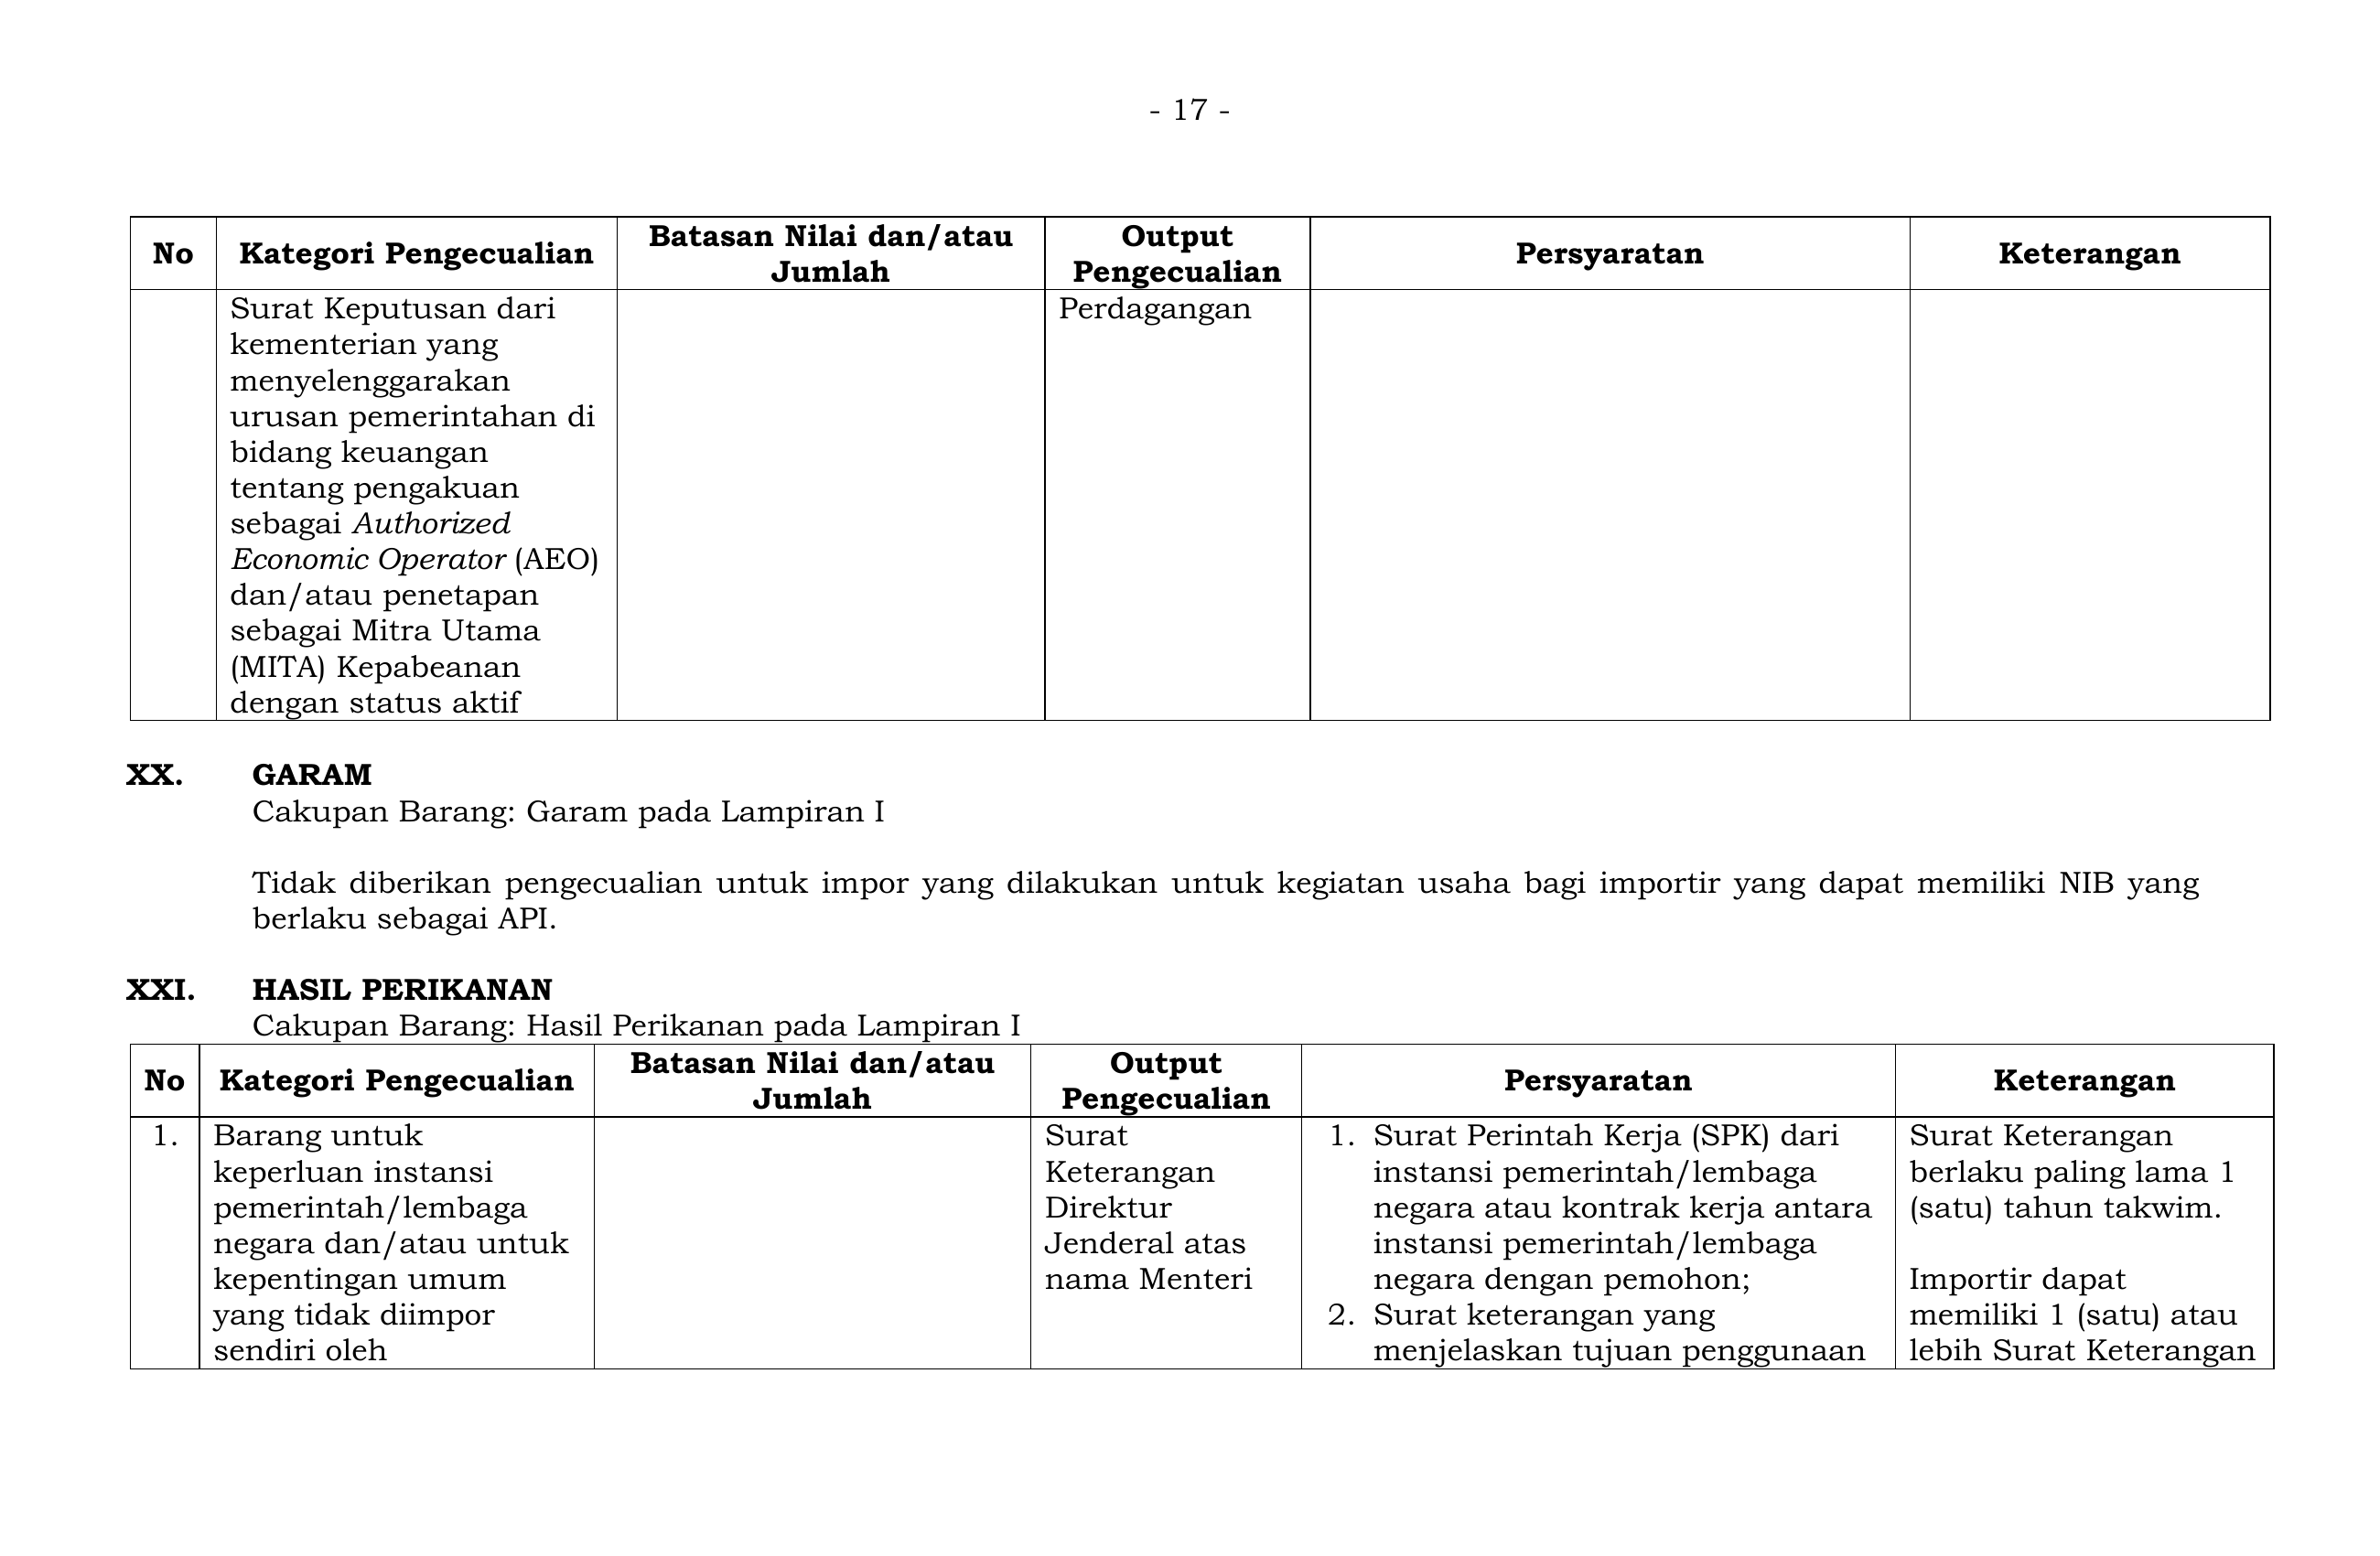 - 17 -
No
Kategori Pengecualian
Batasan Nilai dan/atau
Jumlah
Output
Pengecualian
Persyaratan
Keterangan
Surat Keputusan dari
kementerian yang
menyelenggarakan
urusan pemerintahan di
bidang keuangan
tentang pengakuan
sebagai Authorized
Economic Operator (AEO)
dan/atau penetapan
sebagai Mitra Utama
(MITA) Kepabeanan
dengan status aktif
Perdagangan
XX. GARAM
Cakupan Barang: Garam pada Lampiran I
Tidak diberikan pengecualian untuk impor yang dilakukan untuk kegiatan usaha bagi importir yang dapat memiliki NIB yang
berlaku sebagai API.
XXI. HASIL PERIKANAN
Cakupan Barang: Hasil Perikanan pada Lampiran I
No
Kategori Pengecualian
Batasan Nilai dan/atau
Jumlah
Output
Pengecualian
Persyaratan
Keterangan
1.
Barang untuk
keperluan instansi
pemerintah/lembaga
negara dan/atau untuk
kepentingan umum
yang tidak diimpor
sendiri oleh
Surat
Keterangan
Direktur
Jenderal atas
nama Menteri
1. Surat Perintah Kerja (SPK) dari
instansi pemerintah/lembaga
negara atau kontrak kerja antara
instansi pemerintah/lembaga
negara dengan pemohon;
2. Surat keterangan yang
menjelaskan tujuan penggunaan
Surat Keterangan
berlaku paling lama 1
(satu) tahun takwim.
Importir dapat
memiliki 1 (satu) atau
lebih Surat Keterangan